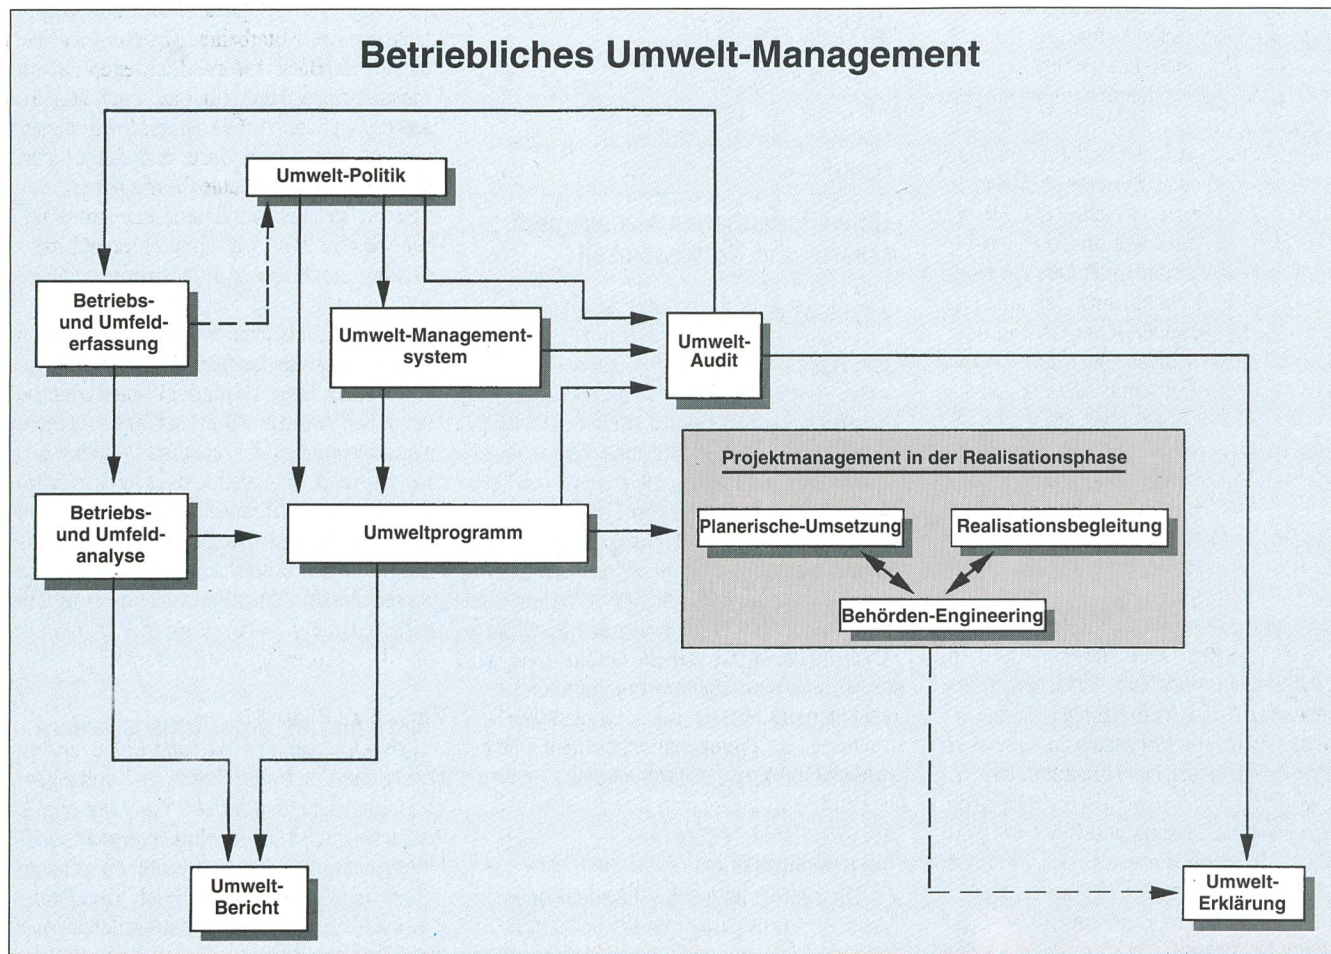 Betriebliches Umwelt-Management
Umwelt-Politik
Betriebs-
und Umfeld-
erfassung
Umwelt-Management-
system
Umwelt-
Audit
Projektmanagement in der Realisationsphase
Betriebs-
und Umfeld-
analyse
Umweltprogramm
Planerische-Umsetzung
Realisationsbegleitung
Behörden-Engineering
Umwelt-
Bericht
Umwelt-
Erklärung